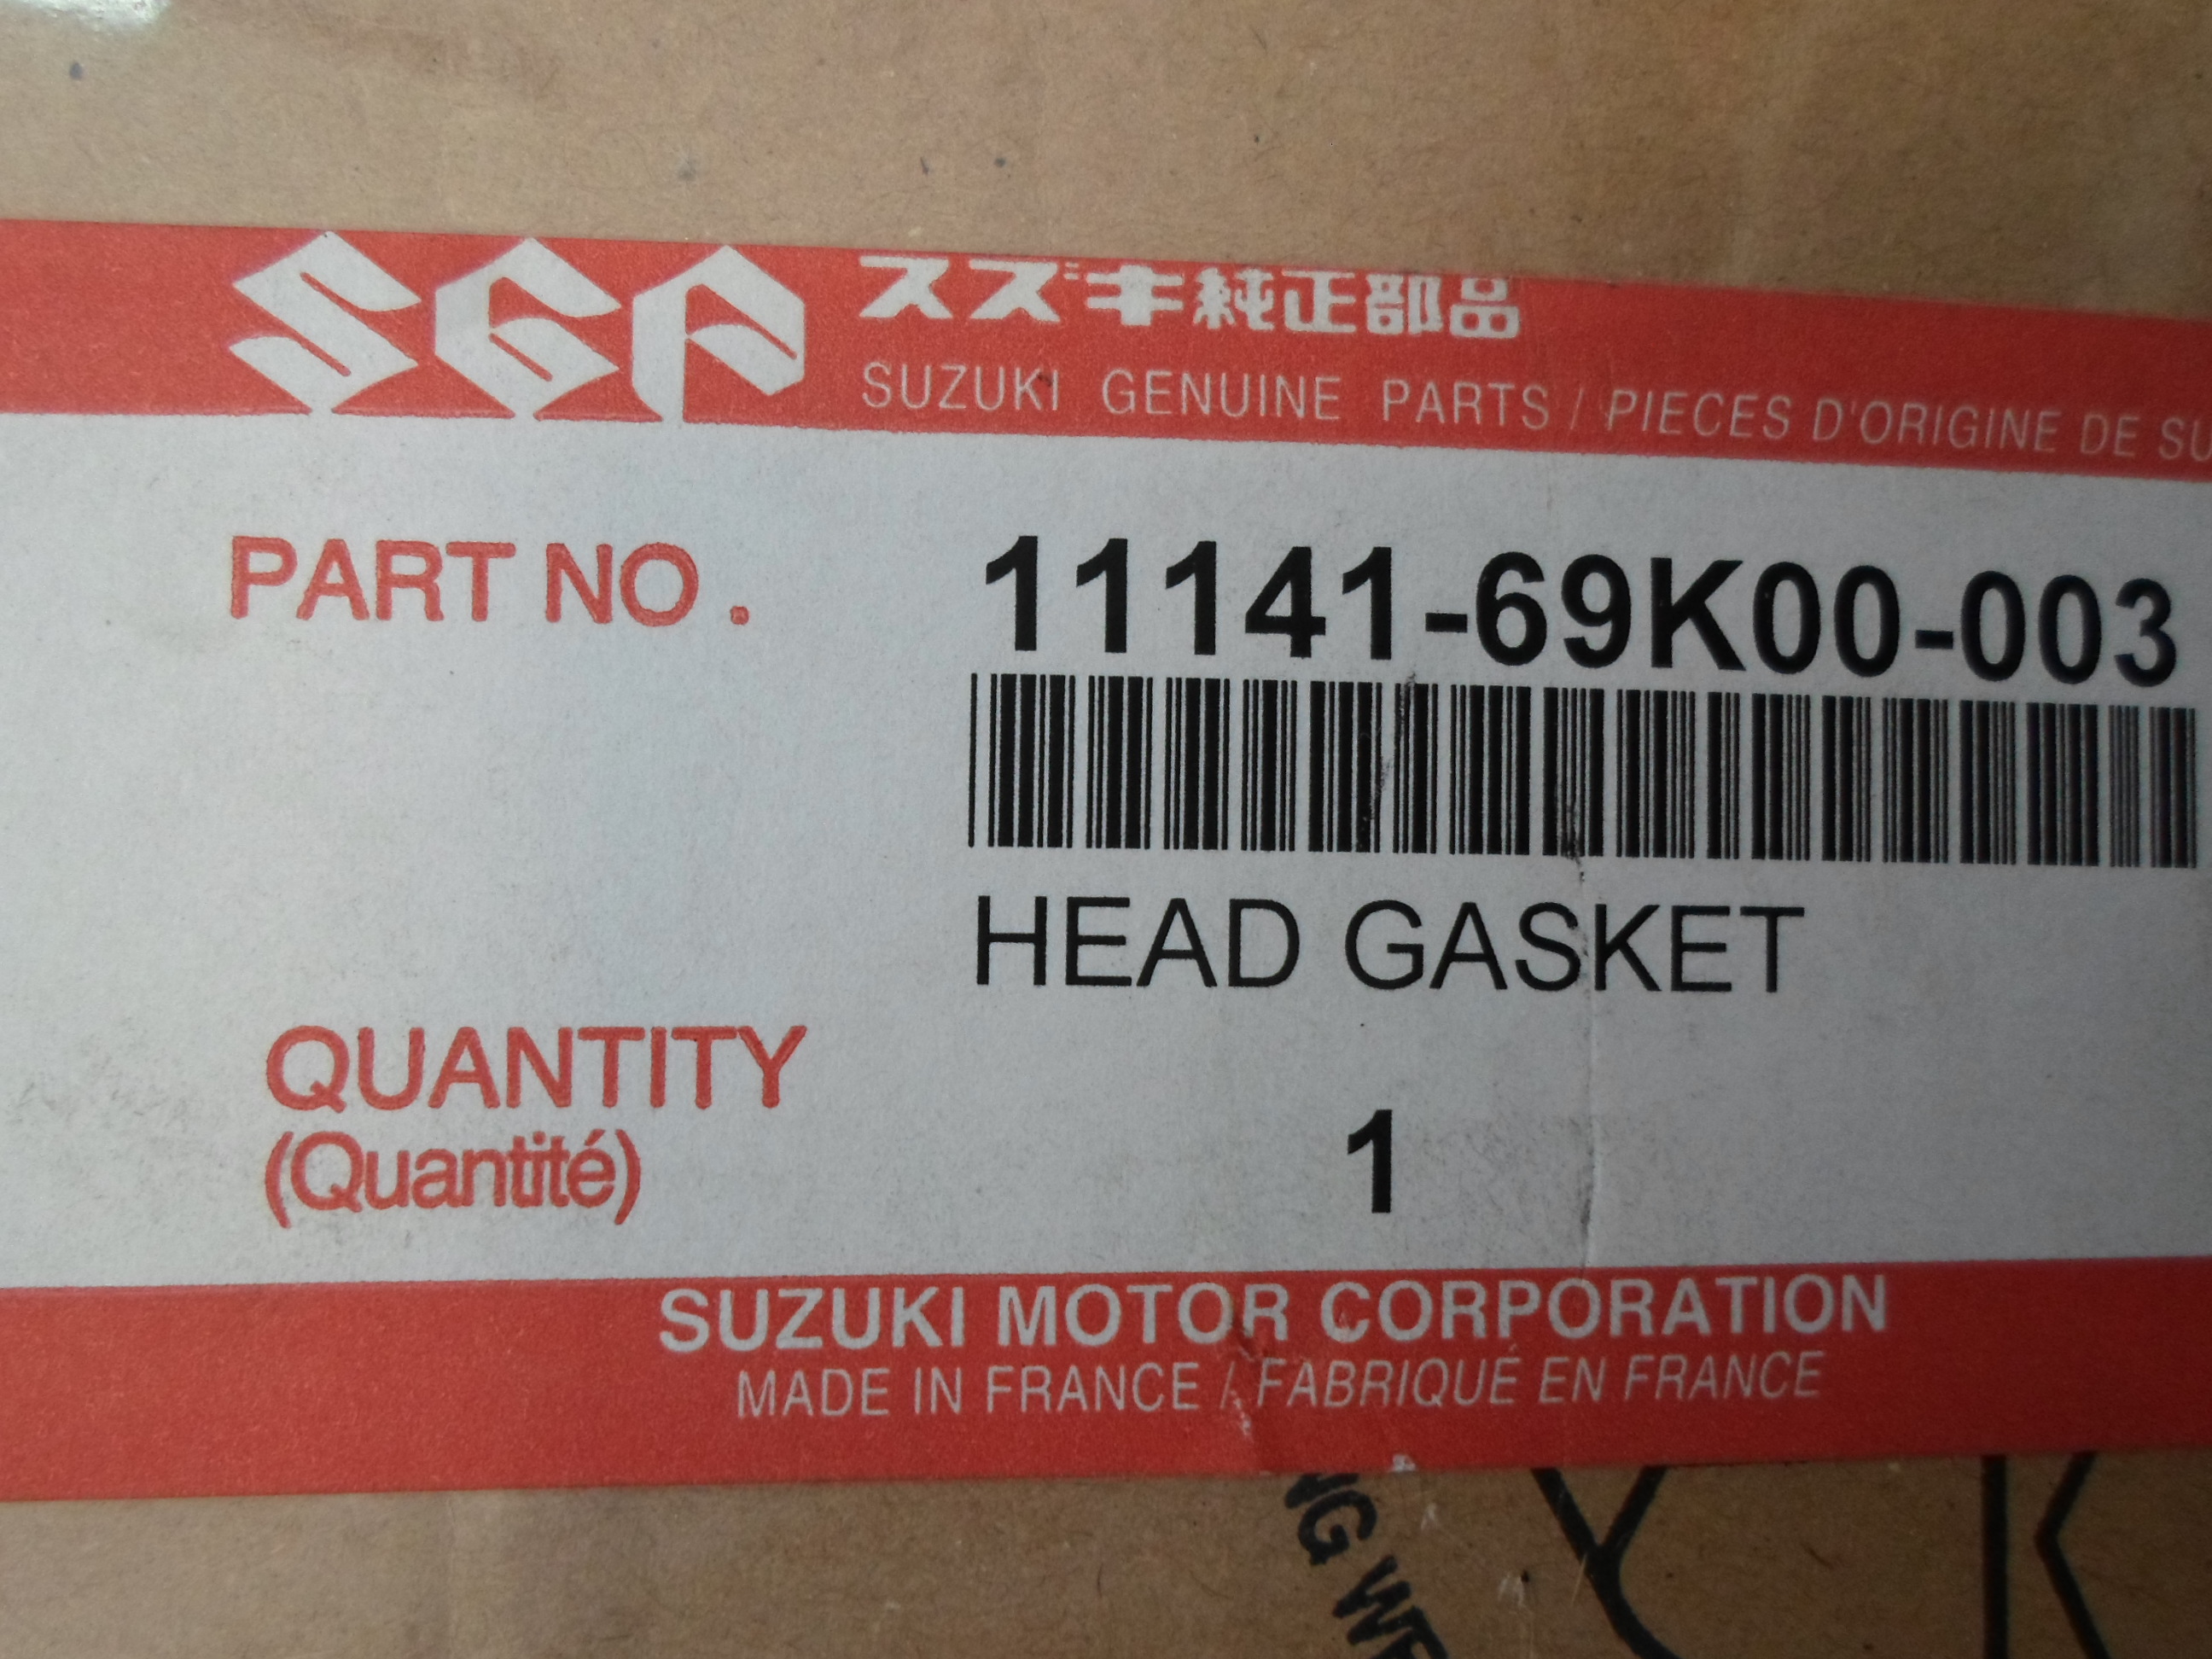 SGP スズキ純正部品
SUZUKI GENUINE PARTS / PIECES D'ORIGINE DE SU
PART NO. 11141-69K00-003
HEAD GASKET
QUANTITY
(Quantité) 1
SUZUKI MOTOR CORPORATION
MADE IN FRANCE / FABRIQUÉ EN FRANCE